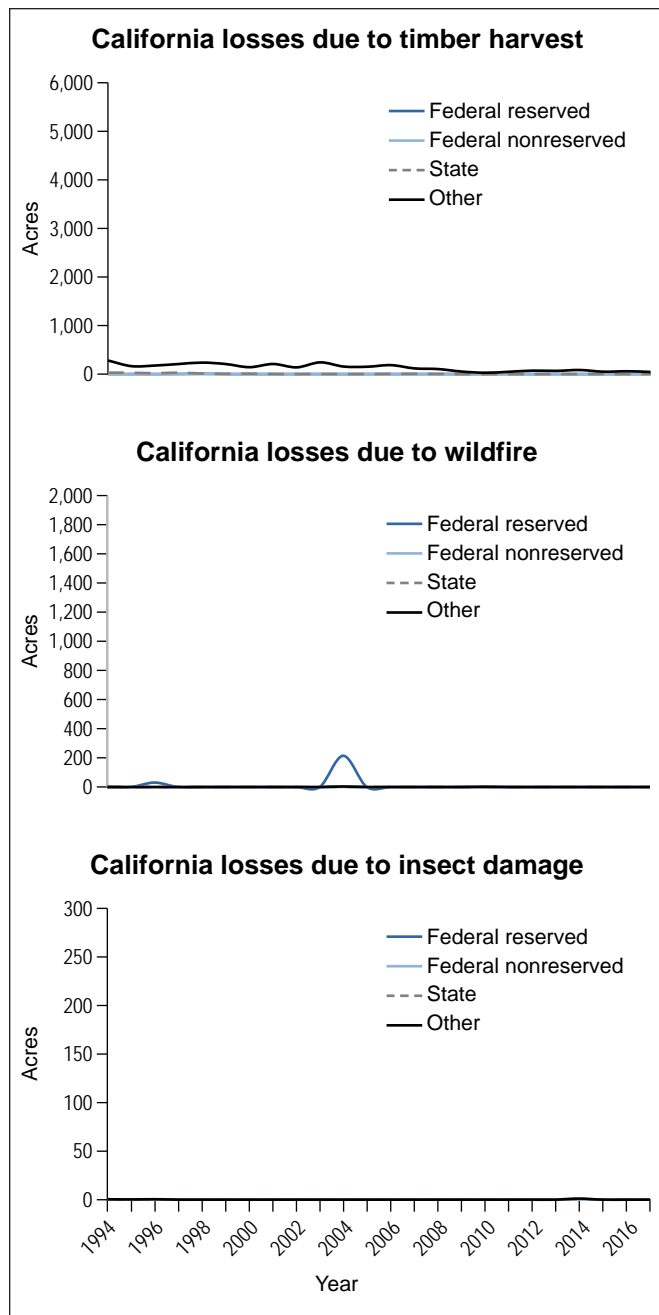 California losses due to timber harvest
6,000
5,000
4,000
3,000
2,000
1,000
0
Acres
Federal reserved
Federal nonreserved
State
Other
California losses due to wildfire
2,000
1,800
1,600
1,400
1,200
1,000
800
600
400
200
0
Acres
Federal reserved
Federal nonreserved
State
Other
California losses due to insect damage
300
250
200
150
100
50
0
Acres
Federal reserved
Federal nonreserved
State
Other
1994 1996 1998 2000 2002 2004 2006 2008 2010 2012 2014 2016
Year